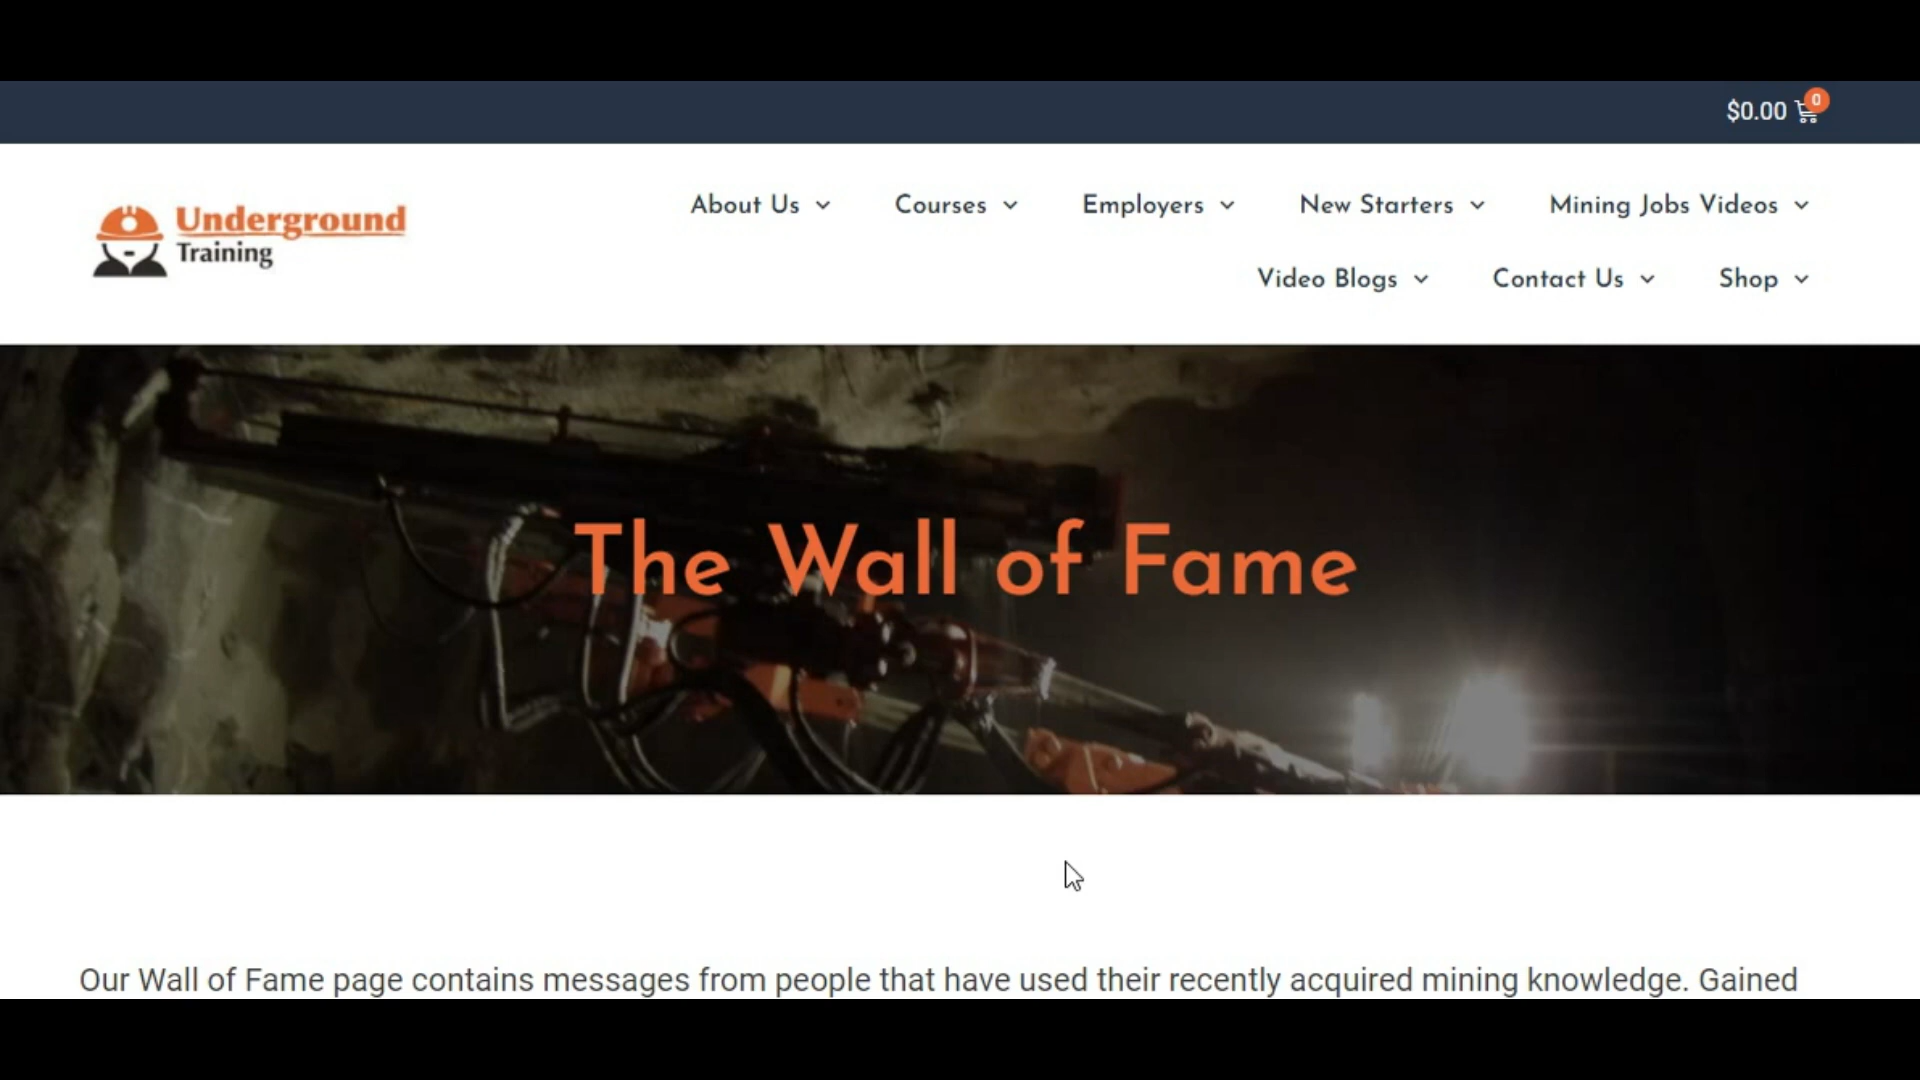 $0.00 0
Underground
Training
About Us Courses Employers New Starters Mining Jobs Videos
Video Blogs Contact Us Shop
The Wall of Fame
Our Wall of Fame page contains messages from people that have used their recently acquired mining knowledge. Gained